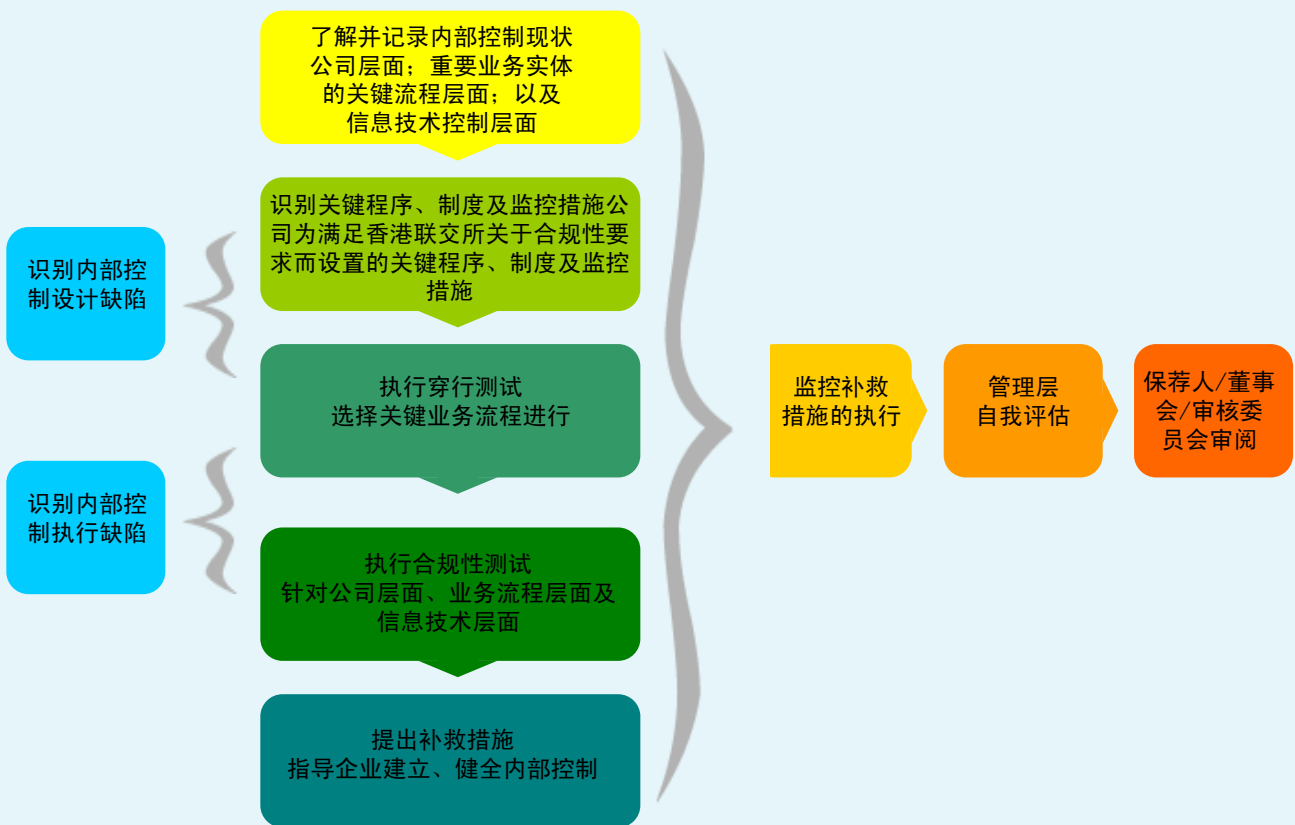 了解并记录内部控制现状
公司层面；重要业务实体
的关键流程层面；以及
信息技术控制层面
识别关键程序、制度及监控措施公
司为满足香港联交所关于合规性要
求而设置的关键程序、制度及监控
措施
识别内部控
制设计缺陷
执行穿行测试
选择关键业务流程进行
识别内部控
制执行缺陷
执行合规性测试
针对公司层面、业务流程层面及
信息技术层面
提出补救措施
指导企业建立、健全内部控制
监控补救
措施的执行
管理层
自我评估
保荐人/董事
会/审核委
员会审阅